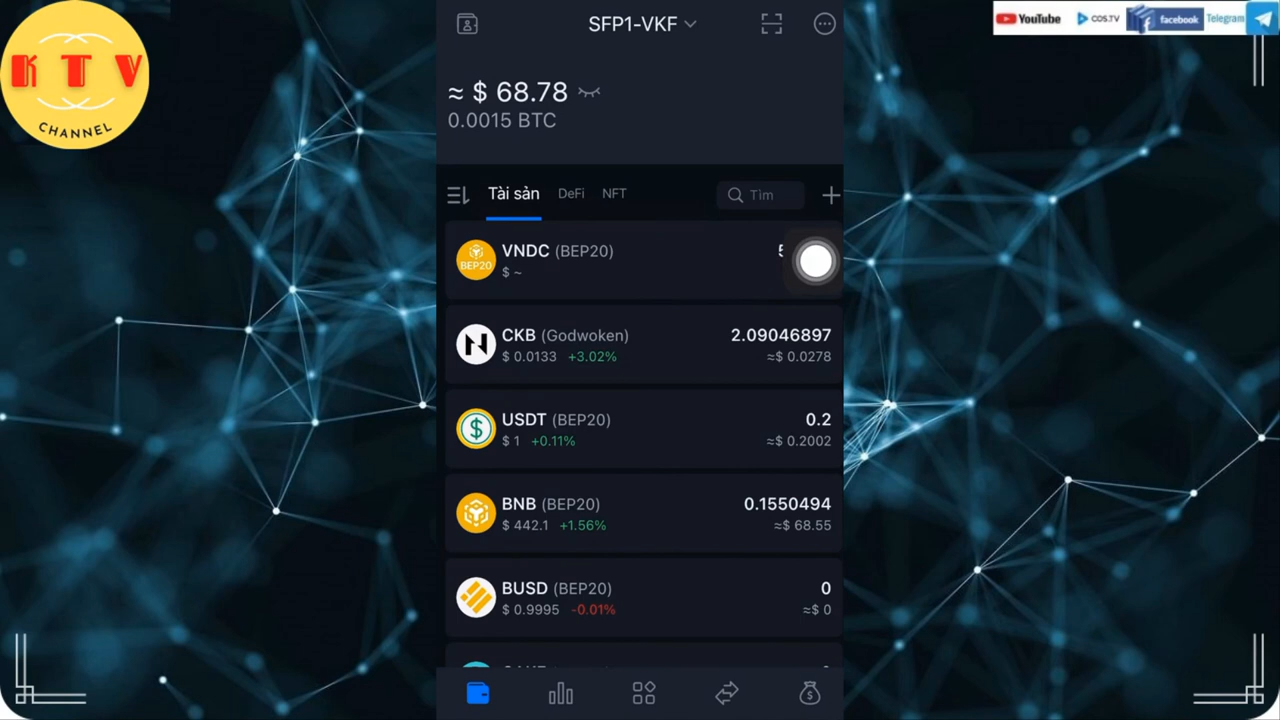 K T V
CHANNEL
YouTube COS.TV facebook Telegram
SFP1-VKF
≈ $ 68.78
0.0015 BTC
Tài sản DeFi NFT Tìm
VNDC (BEP20)
BEP20
$ ~
CKB (Godwoken) 2.09046897
$ 0.0133 +3.02% ≈$ 0.0278
USDT (BEP20) 0.2
$ 1 +0.11% ≈$ 0.2002
BNB (BEP20) 0.1550494
$ 442.1 +1.56% ≈$ 68.55
BUSD (BEP20) 0
$ 0.9995 -0.01% ≈$ 0